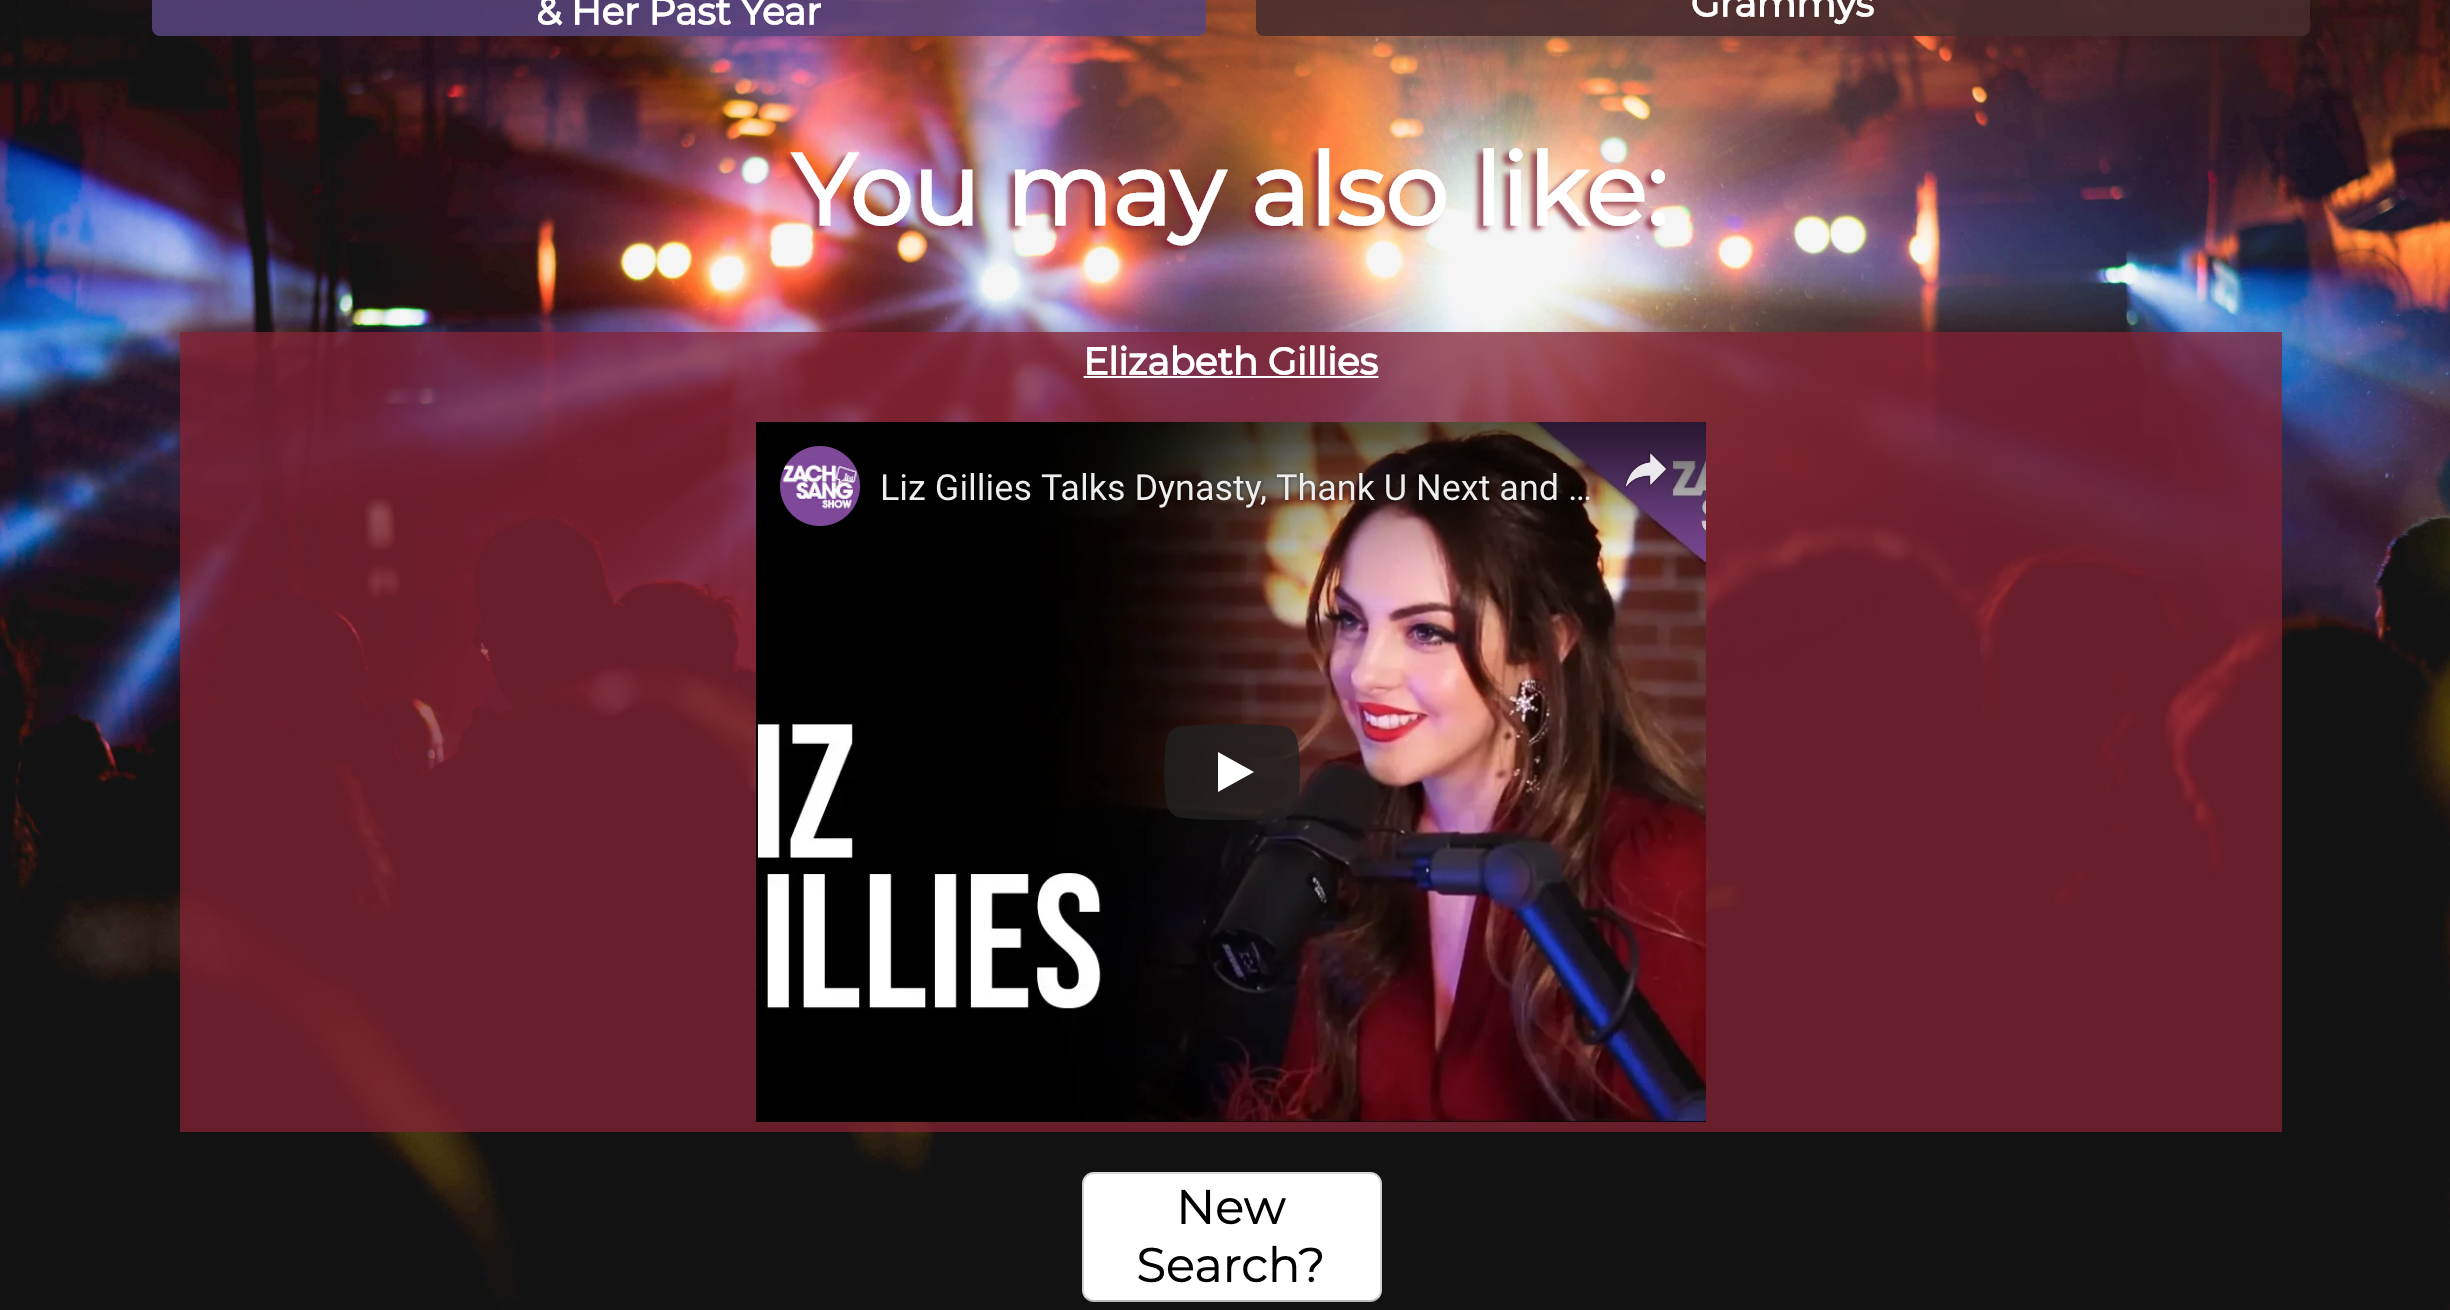 & Her Past Year
Grammys
You may also like:
Elizabeth Gillies
ZACH
SANG
SHOW
Liz Gillies Talks Dynasty, Thank U Next and ...
ZA
S
IZ
ILLIES
New
Search?